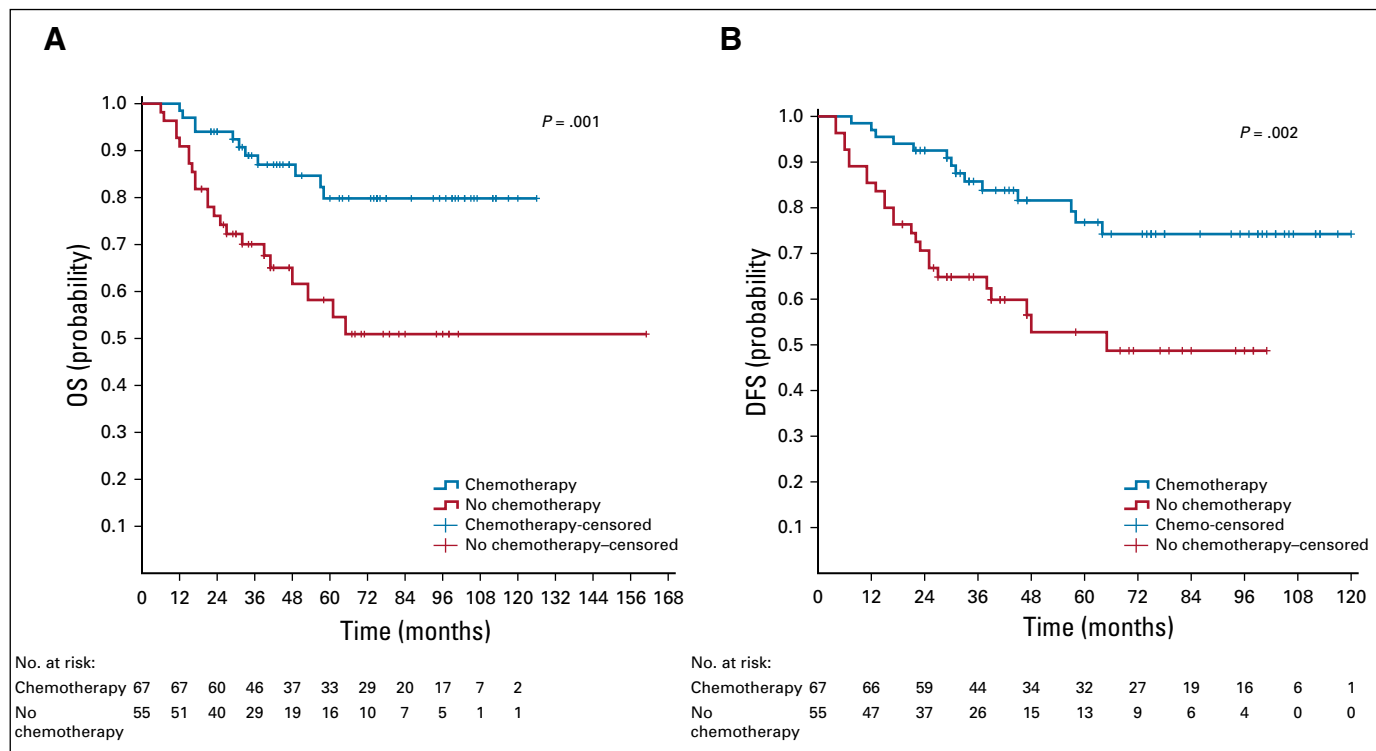 A
1.0
0.9
0.8
0.7
0.6
0.5
0.4
0.3
0.2
0.1
OS (probability)
P = .001
Chemotherapy
No chemotherapy
Chemotherapy-censored
No chemotherapy–censored
0 12 24 36 48 60 72 84 96 108 120 132 144 156 168
Time (months)
No. at risk:
Chemotherapy 67 67 60 46 37 33 29 20 17 7 2
No 55 51 40 29 19 16 10 7 5 1 1
chemotherapy
B
1.0
0.9
0.8
0.7
0.6
0.5
0.4
0.3
0.2
0.1
DFS (probability)
P = .002
Chemotherapy
No chemotherapy
Chemo-censored
No chemotherapy–censored
0 12 24 36 48 60 72 84 96 108 120
Time (months)
No. at risk:
Chemotherapy 67 66 59 44 34 32 27 19 16 6 1
No 55 47 37 26 15 13 9 6 4 0 0
chemotherapy